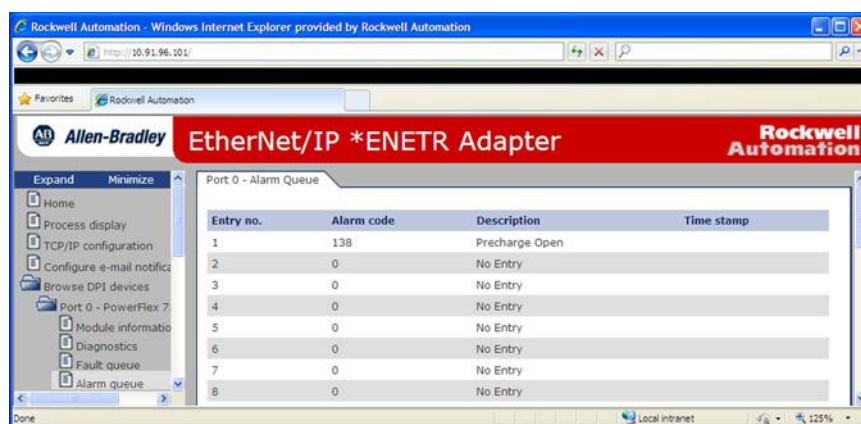 Rockwell Automation - Windows Internet Explorer provided by Rockwell Automation
http://10.91.96.101/
Favorites Rockwell Automation
AB Allen-Bradley EtherNet/IP *ENETR Adapter Rockwell Automation
Expand Minimize
Home
Process display
TCP/IP configuration
Configure e-mail notifica
Browse DPI devices
Port 0 - PowerFlex 7
Module informatio
Diagnostics
Fault queue
Alarm queue
Port 0 - Alarm Queue
Entry no. Alarm code Description Time stamp
1 138 Precharge Open
2 0 No Entry
3 0 No Entry
4 0 No Entry
5 0 No Entry
6 0 No Entry
7 0 No Entry
8 0 No Entry
Done Local intranet 125%